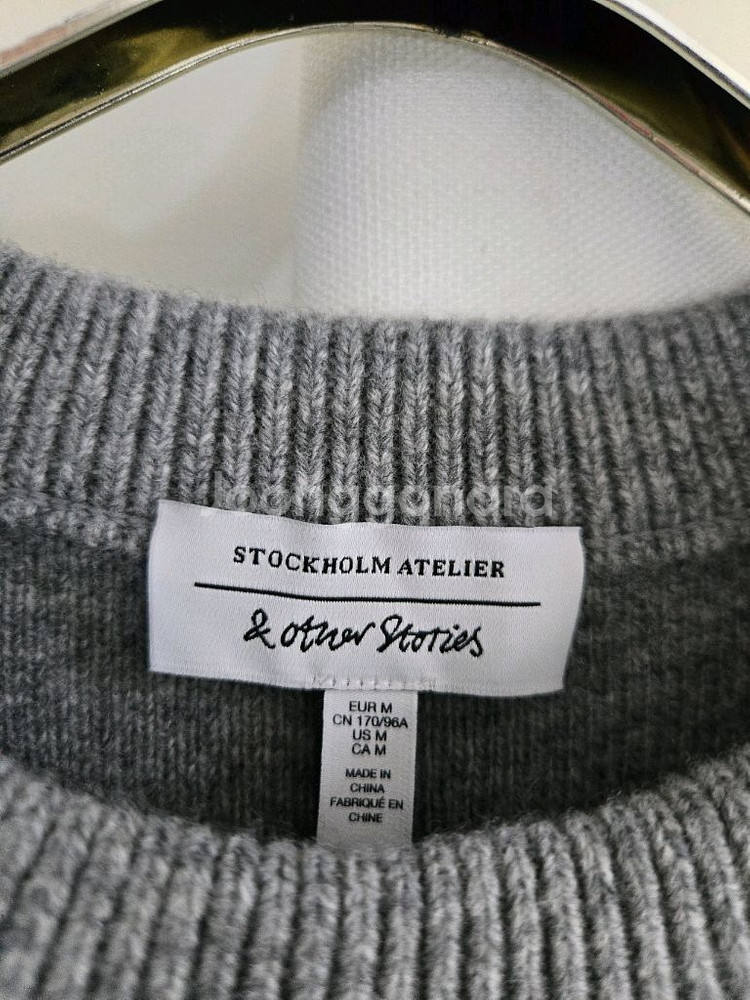 STOCKHOLM ATELIER
& other Stories
EUR M
CN 170/96A
US M
CA M
MADE IN
CHINA
FABRIQUÉ EN
CHINE